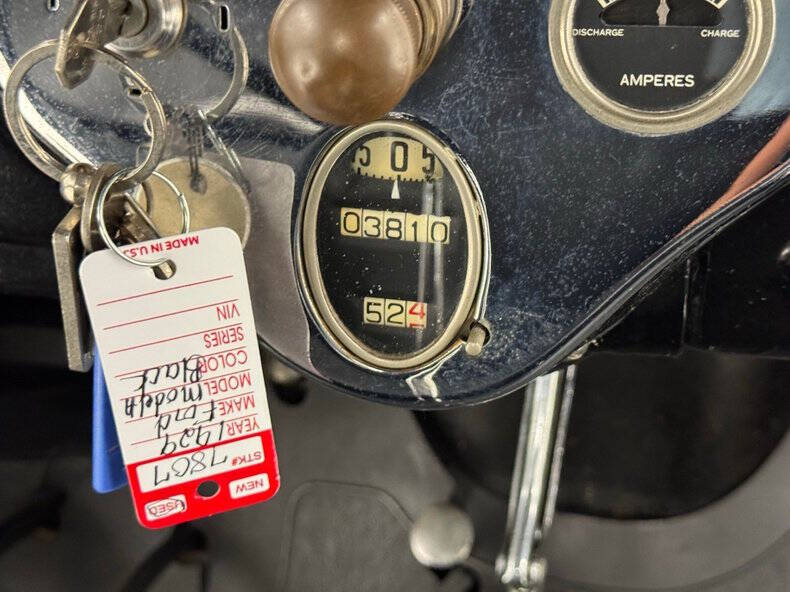 DISCHARGE
CHARGE
AMPERES
5 0 5
03810
524
MADE IN U.S.
VIN
SERIES
COLOR Black
MODEL Model A
MAKE Ford
YEAR 1929
STK# 7807
NEW
USED